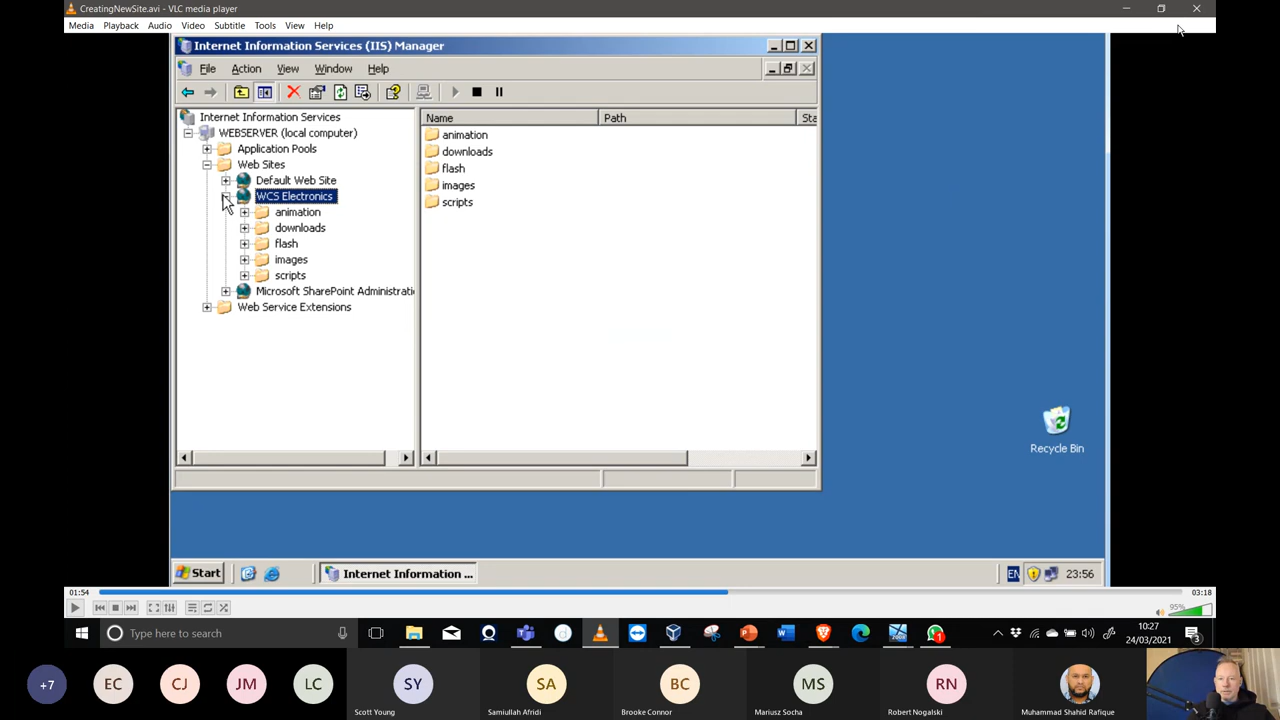 CreatingNewSite.avi - VLC media player
Media Playback Audio Video Subtitle Tools View Help
Internet Information Services (IIS) Manager
File Action View Window Help
Internet Information Services
WEBSERVER (local computer)
Application Pools
Web Sites
Default Web Site
WCS Electronics
animation
downloads
flash
images
scripts
Microsoft SharePoint Administrati
Web Service Extensions
Name Path Sta
animation
downloads
flash
images
scripts
Recycle Bin
Start
Internet Information ...
EN
23:56
01:54
03:18
95%
Type here to search
1
10:27
24/03/2021
3
+7
EC
CJ
JM
LC
SY
Scott Young
SA
Samiullah Afridi
BC
Brooke Connor
MS
Mariusz Socha
RN
Robert Nogalski
Muhammad Shahid Rafique